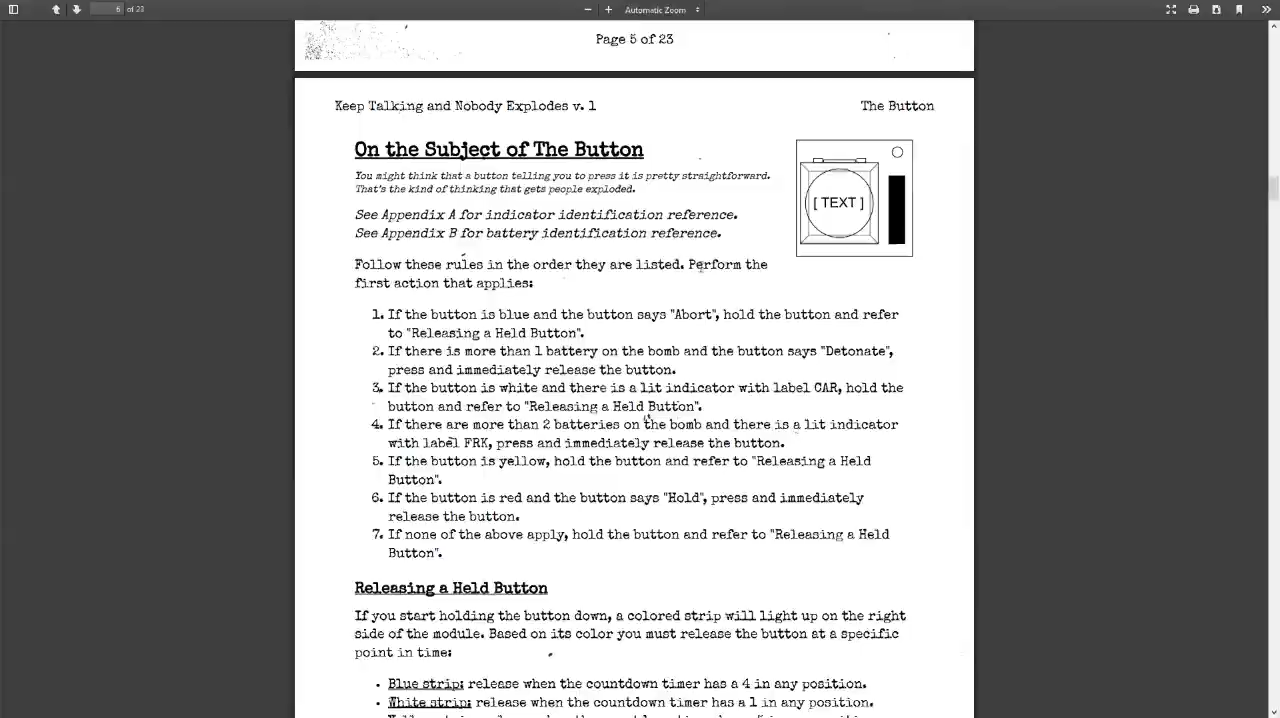 5 of 23
Automatic Zoom
Page 5 of 23
Keep Talking and Nobody Explodes v. 1
The Button
On the Subject of The Button
You might think that a button telling you to press it is pretty straightforward.
That's the kind of thinking that gets people exploded.
[ TEXT ]
See Appendix A for indicator identification reference.
See Appendix B for battery identification reference.
Follow these rules in the order they are listed. Perform the
first action that applies:
1. If the button is blue and the button says "Abort", hold the button and refer
to "Releasing a Held Button".
2. If there is more than 1 battery on the bomb and the button says "Detonate",
press and immediately release the button.
3. If the button is white and there is a lit indicator with label CAR, hold the
button and refer to "Releasing a Held Button".
4. If there are more than 2 batteries on the bomb and there is a lit indicator
with label FRK, press and immediately release the button.
5. If the button is yellow, hold the button and refer to "Releasing a Held
Button".
6. If the button is red and the button says "Hold", press and immediately
release the button.
7. If none of the above apply, hold the button and refer to "Releasing a Held
Button".
Releasing a Held Button
If you start holding the button down, a colored strip will light up on the right
side of the module. Based on its color you must release the button at a specific
point in time:
• Blue strip: release when the countdown timer has a 4 in any position.
• White strip: release when the countdown timer has a 1 in any position.